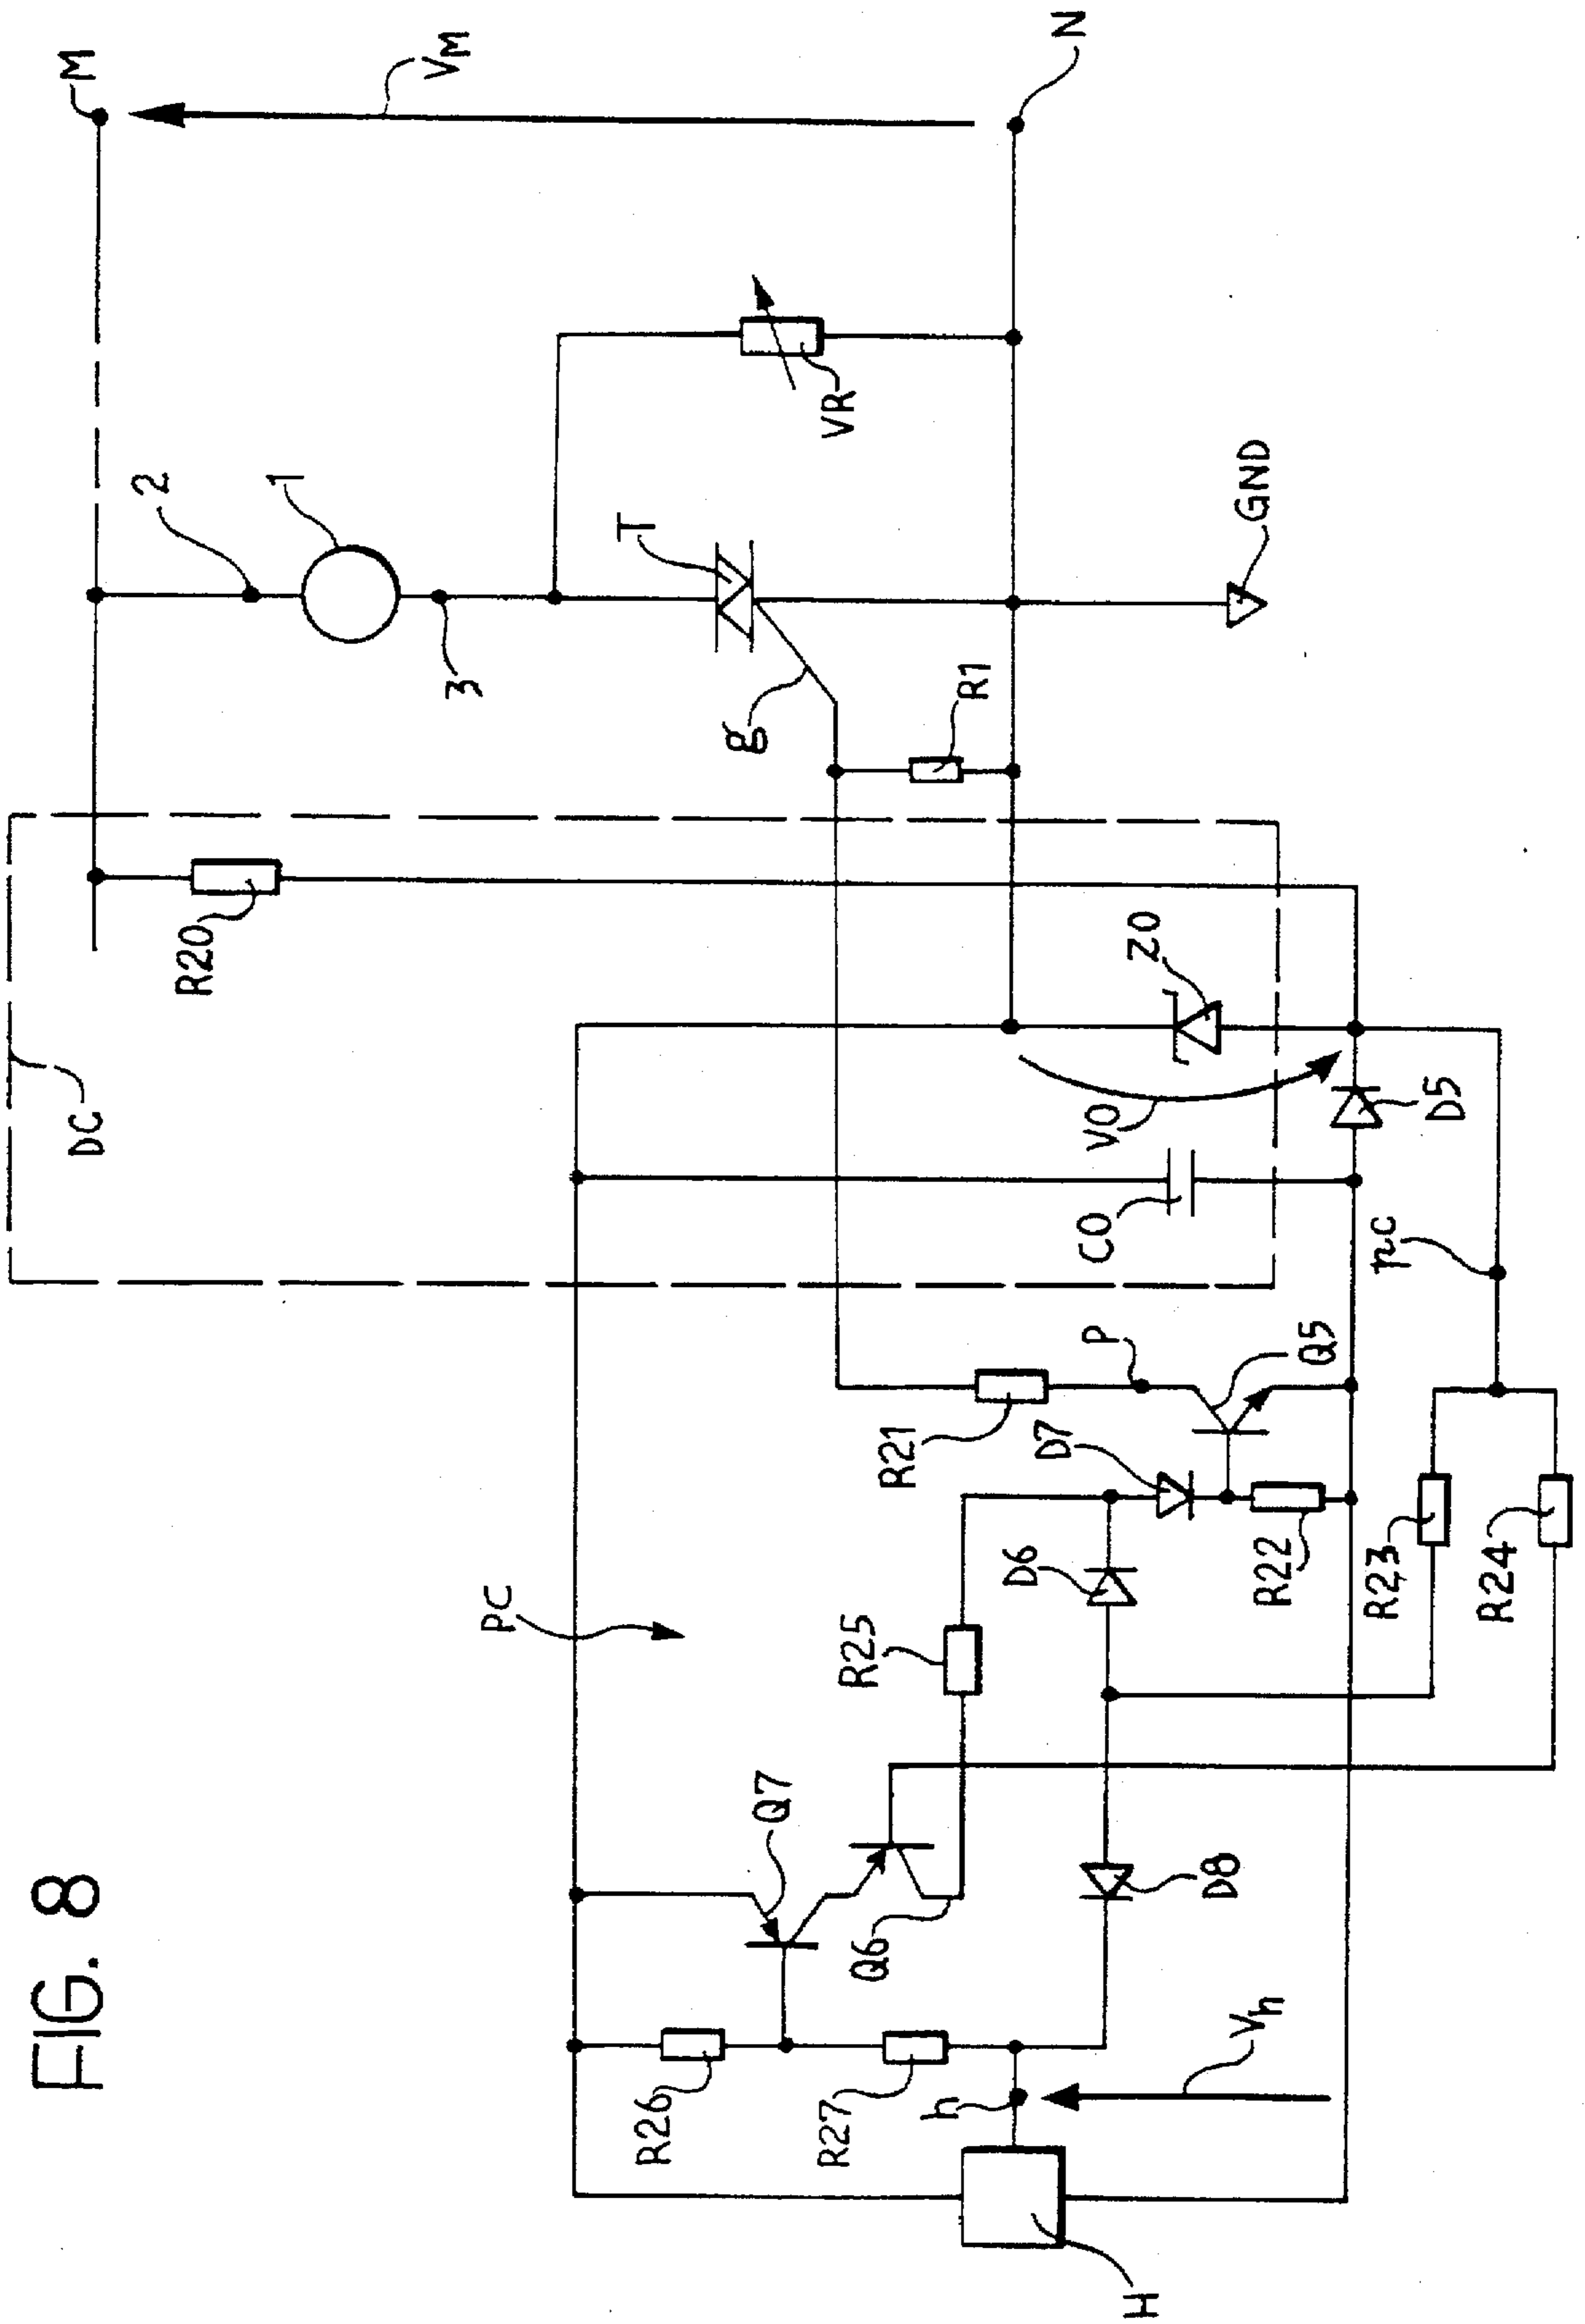 FIG. 8
M
VM
N
2
1
3
T
VR
g
R1
GND
R20
DC
Z0
V0
D5
C0
pc
P
Q5
R21
D7
D6
R22
R23
R24
PC
R25
Q7
Q6
D8
R26
R27
h
Vh
H